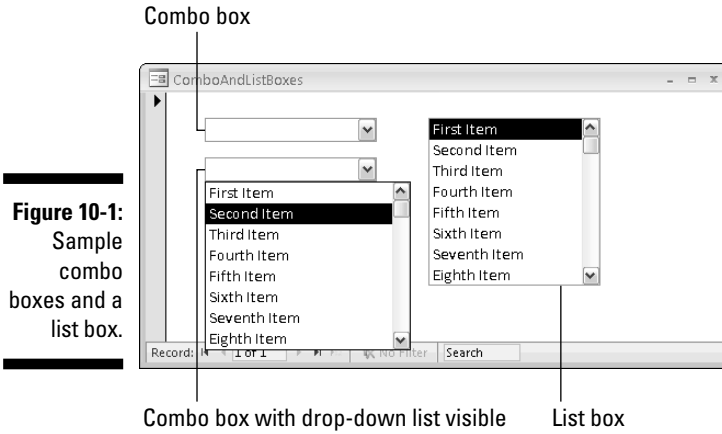 Combo box
ComboAndListBoxes
First Item
Second Item
Third Item
Fourth Item
Fifth Item
Sixth Item
Seventh Item
Eighth Item
First Item
Second Item
Third Item
Fourth Item
Fifth Item
Sixth Item
Seventh Item
Eighth Item
Record: 1 of 1 No Filter Search
Figure 10-1:
Sample
combo
boxes and a
list box.
Combo box with drop-down list visible
List box